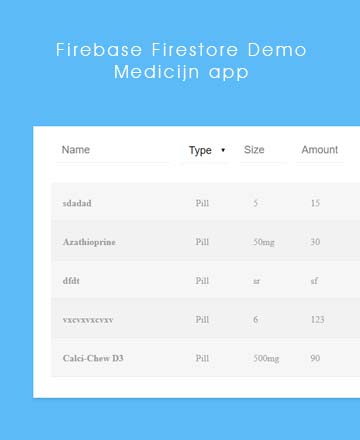 Firebase Firestore Demo
Medicijn app
Name Type Size Amount
sdadad Pill 5 15
Azathioprine Pill 50mg 30
dfdt Pill sr sf
vxcvxvxcvxv Pill 6 123
Calci-Chew D3 Pill 500mg 90